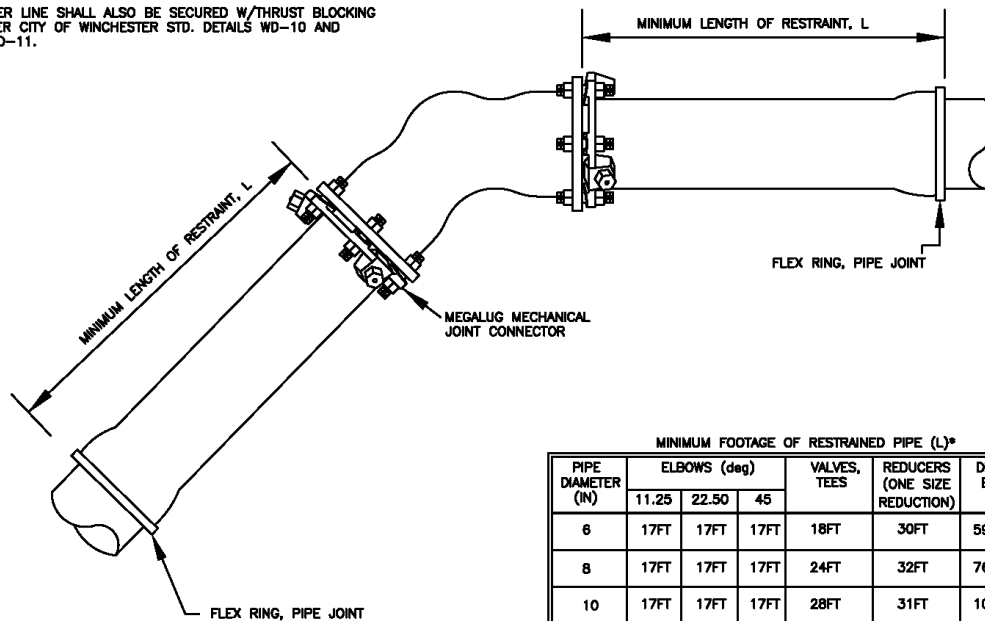 LINE SHALL ALSO BE SECURED W/THRUST BLOCKING
CITY OF WINCHESTER STD. DETAILS WD-10 AND
-11.
MINIMUM LENGTH OF RESTRAINT, L
MINIMUM LENGTH OF RESTRAINT, L
FLEX RING, PIPE JOINT
MEGALUG MECHANICAL
JOINT CONNECTOR
FLEX RING, PIPE JOINT
MINIMUM FOOTAGE OF RESTRAINED PIPE (L)*
PIPE DIAMETER (IN) ELBOWS (deg) VALVES, TEES REDUCERS (ONE SIZE REDUCTION)
11.25 22.50 45
6 17FT 17FT 17FT 18FT 30FT
8 17FT 17FT 17FT 24FT 32FT
10 17FT 17FT 17FT 28FT 31FT